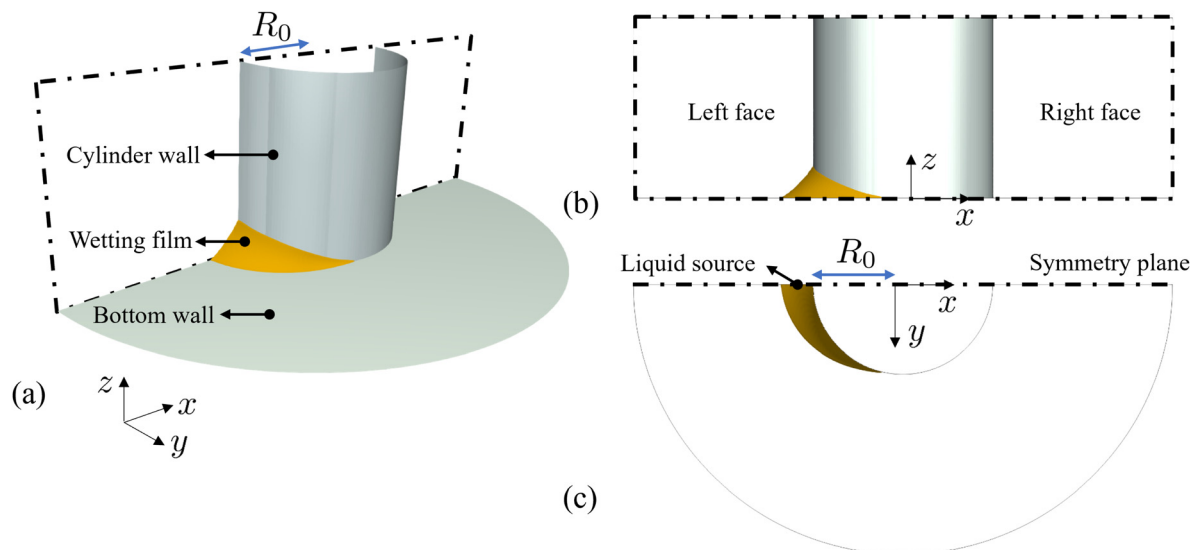 R₀
Cylinder wall
Wetting film
Bottom wall
(a)
z
x
y
Left face
Right face
z
x
(b)
Liquid source
R₀
Symmetry plane
x
y
(c)